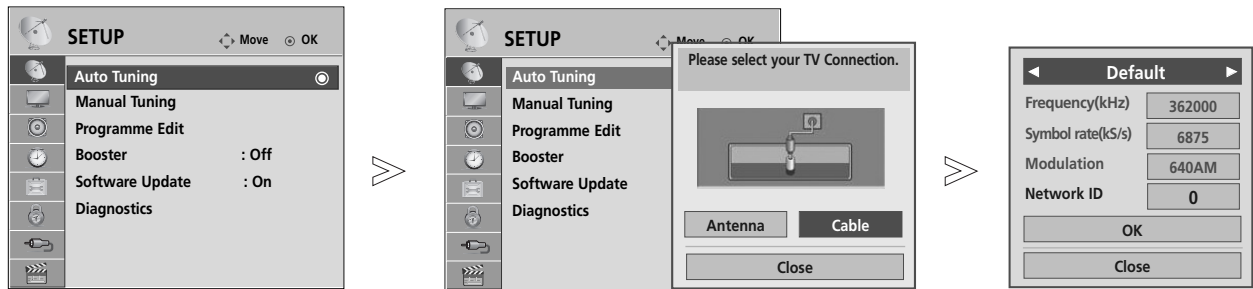 SETUP
Move OK
Auto Tuning
Manual Tuning
Programme Edit
Booster : Off
Software Update : On
Diagnostics
SETUP
Move OK
Auto Tuning
Manual Tuning
Programme Edit
Booster
Software Update
Diagnostics
Please select your TV Connection.
Antenna Cable
Close
Default
Frequency(kHz) 362000
Symbol rate(kS/s) 6875
Modulation 640AM
Network ID 0
OK
Close